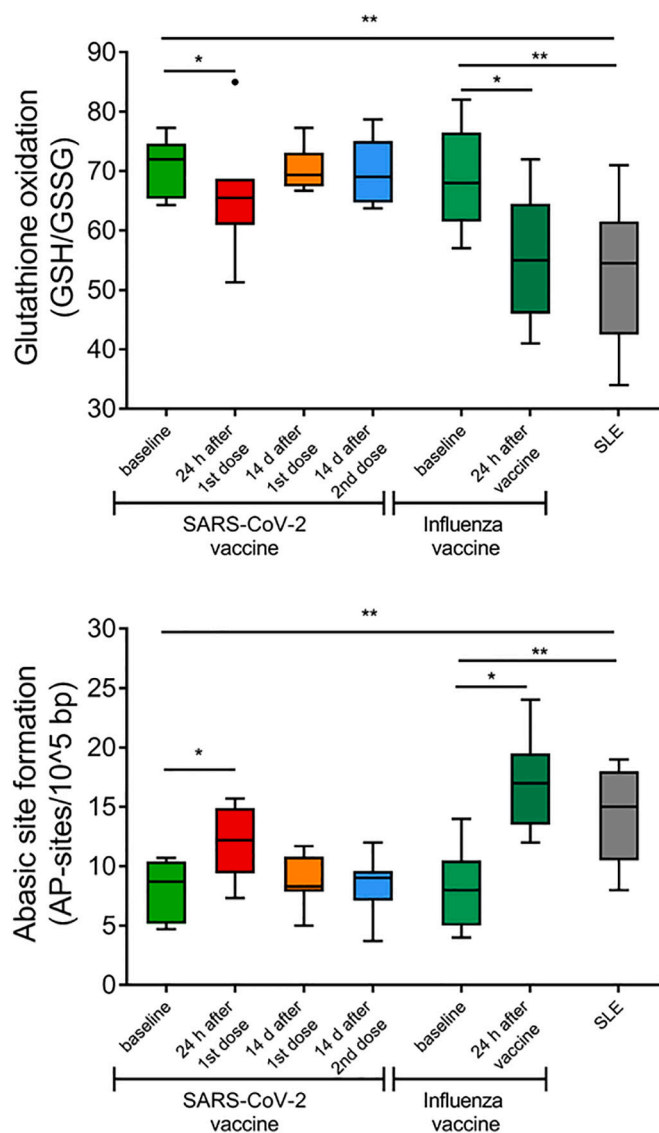 **
90
*
**
*
80
70
60
50
40
30
Glutathione oxidation
(GSH/GSSG)
baseline
24 h after
1st dose
14 d after
1st dose
14 d after
2nd dose
baseline
24 h after
vaccine
SLE
SARS-CoV-2
vaccine
Influenza
vaccine
30
**
**
*
25
20
*
15
10
5
0
Abasic site formation
(AP-sites/10^5 bp)
baseline
24 h after
1st dose
14 d after
1st dose
14 d after
2nd dose
baseline
24 h after
vaccine
SLE
SARS-CoV-2
vaccine
Influenza
vaccine